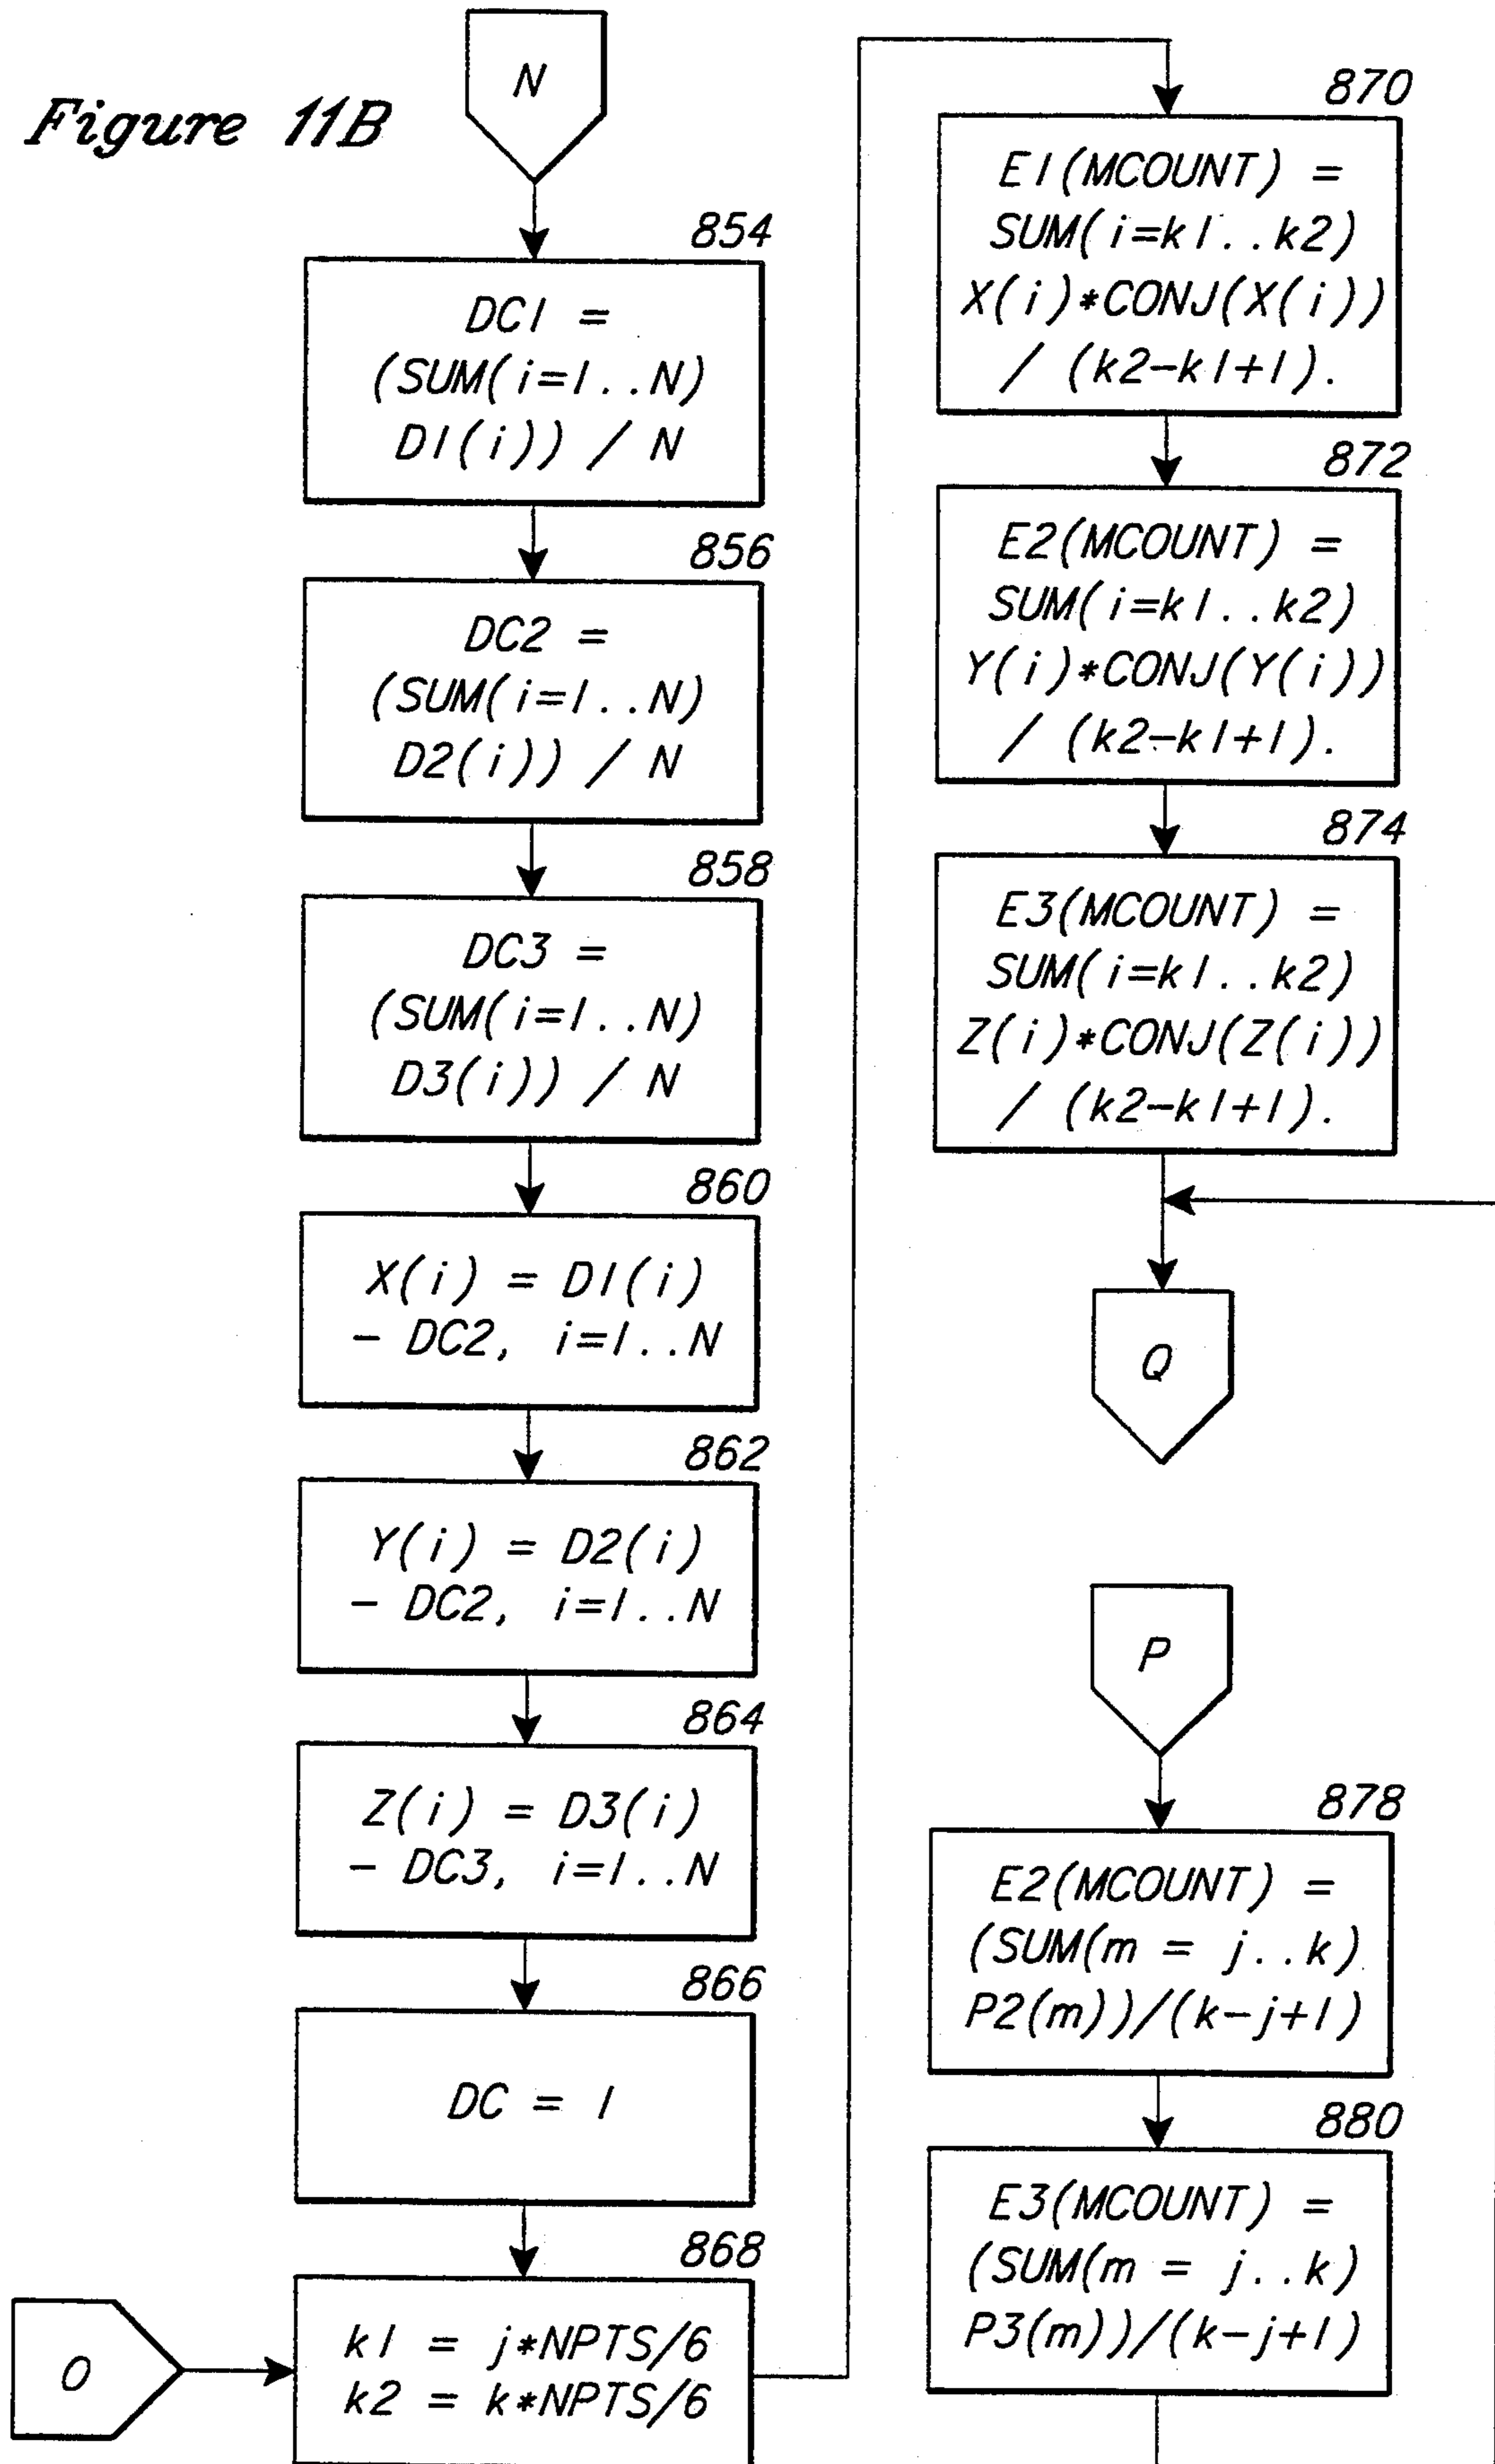 Figure 11B
N
854
DC1 =
(SUM(i=1..N)
D1(i)) / N
856
DC2 =
(SUM(i=1..N)
D2(i)) / N
858
DC3 =
(SUM(i=1..N)
D3(i)) / N
860
X(i) = D1(i)
- DC2, i=1..N
862
Y(i) = D2(i)
- DC2, i=1..N
864
Z(i) = D3(i)
- DC3, i=1..N
866
DC = 1
868
O
k1 = j*NPTS/6
k2 = k*NPTS/6
870
E1(MCOUNT) =
SUM(i=k1..k2)
X(i)*CONJ(X(i))
/ (k2-k1+1).
872
E2(MCOUNT) =
SUM(i=k1..k2)
Y(i)*CONJ(Y(i))
/ (k2-k1+1).
874
E3(MCOUNT) =
SUM(i=k1..k2)
Z(i)*CONJ(Z(i))
/ (k2-k1+1).
Q
P
878
E2(MCOUNT) =
(SUM(m = j..k)
P2(m))/(k-j+1)
880
E3(MCOUNT) =
(SUM(m = j..k)
P3(m))/(k-j+1)